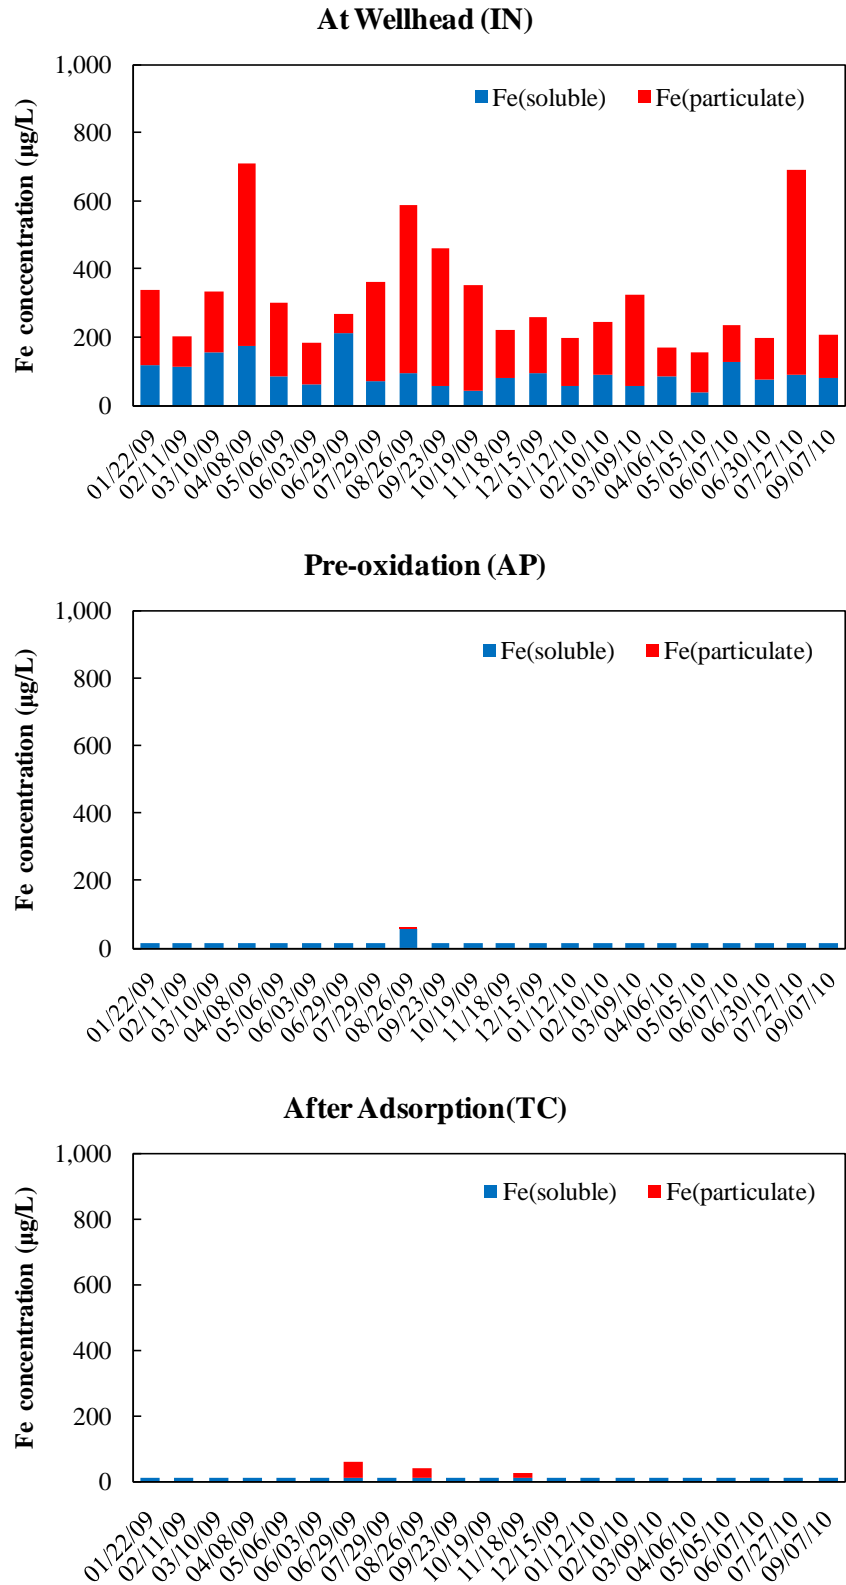 At Wellhead (IN)
Fe conccentration (µg/L)
1,000
800
600
400
200
0
Fe(soluble) Fe(particulate)
01/22/09 02/11/09 03/10/09 04/08/09 05/06/09 06/03/09 06/29/09 07/29/09 08/26/09 09/23/09 10/19/09 11/18/09 12/15/09 01/12/10 02/10/10 03/09/10 04/06/10 05/05/10 06/07/10 06/30/10 07/27/10 09/07/10
Pre-oxidation (AP)
Fe concentration (µg/L)
1,000
800
600
400
200
0
Fe(soluble) Fe(particulate)
01/22/09 02/11/09 03/10/09 04/08/09 05/06/09 06/03/09 06/29/09 07/29/09 08/26/09 09/23/09 10/19/09 11/18/09 12/15/09 01/12/10 02/10/10 03/09/10 04/06/10 05/05/10 06/07/10 06/30/10 07/27/10 09/07/10
After Adsorption(TC)
Fe concentration (µg/L)
1,000
800
600
400
200
0
Fe(soluble) Fe(particulate)
01/22/09 02/11/09 03/10/09 04/08/09 05/06/09 06/03/09 06/29/09 07/29/09 08/26/09 09/23/09 10/19/09 11/18/09 12/15/09 01/12/10 02/10/10 03/09/10 04/06/10 05/05/10 06/07/10 07/27/10 09/07/10